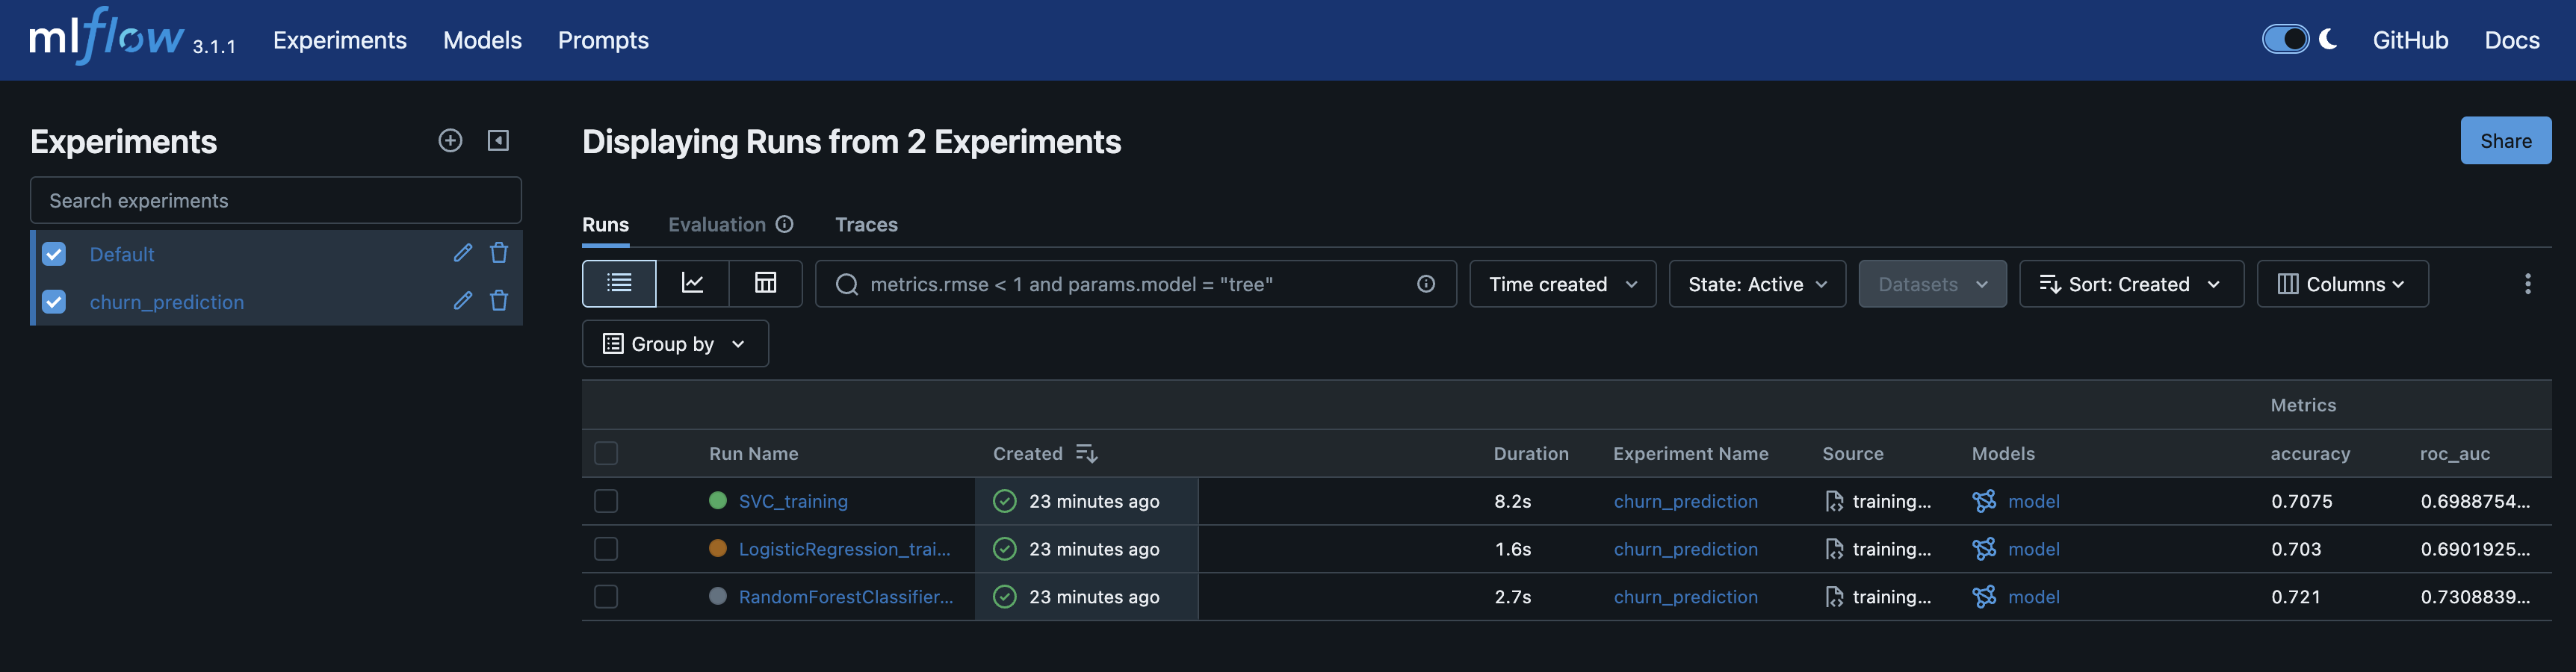 mlflow 3.1.1 Experiments Models Prompts GitHub Docs
Experiments
Search experiments
Default
churn_prediction
Displaying Runs from 2 Experiments
Share
Runs Evaluation Traces
metrics.rmse < 1 and params.model = "tree" Time created State: Active Datasets Sort: Created Columns
Group by
Metrics
Run Name Created Duration Experiment Name Source Models accuracy roc_auc
SVC_training 23 minutes ago 8.2s churn_prediction training... model 0.7075 0.6988754...
LogisticRegression_trai... 23 minutes ago 1.6s churn_prediction training... model 0.703 0.6901925...
RandomForestClassifier... 23 minutes ago 2.7s churn_prediction training... model 0.721 0.7308839...